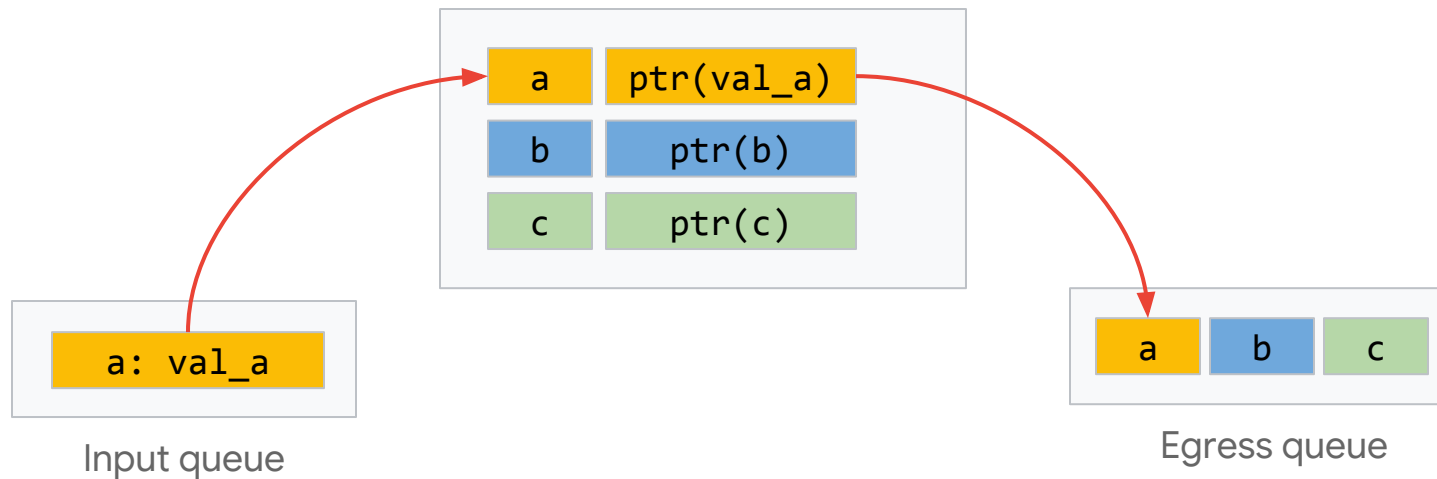 a ptr(val_a)
b ptr(b)
c ptr(c)
a: val_a
Input queue
a b c
Egress queue